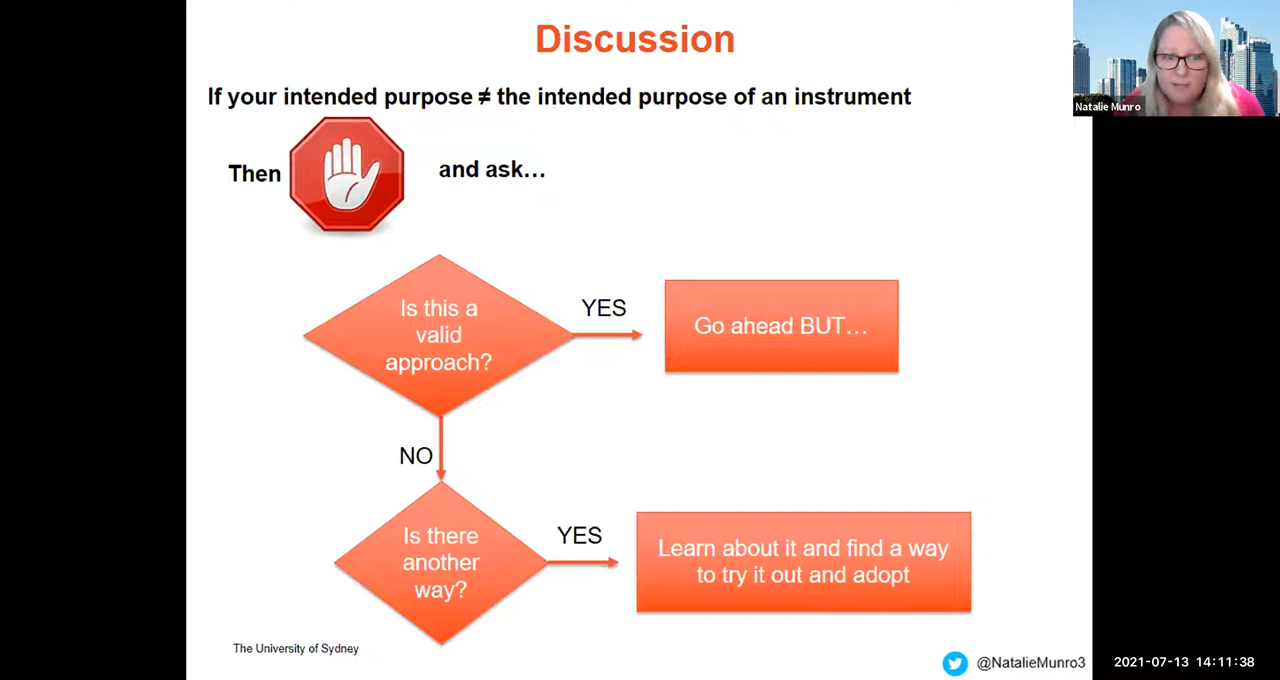 Discussion
If your intended purpose ≠ the intended purpose of an instrument
Then
and ask…
Is this a
valid
approach?
YES
Go ahead BUT…
NO
Is there
another
way?
YES
Learn about it and find a way
to try it out and adopt
The University of Sydney
@NatalieMunro3
Natalie Munro
2021-07-13 14:11:38